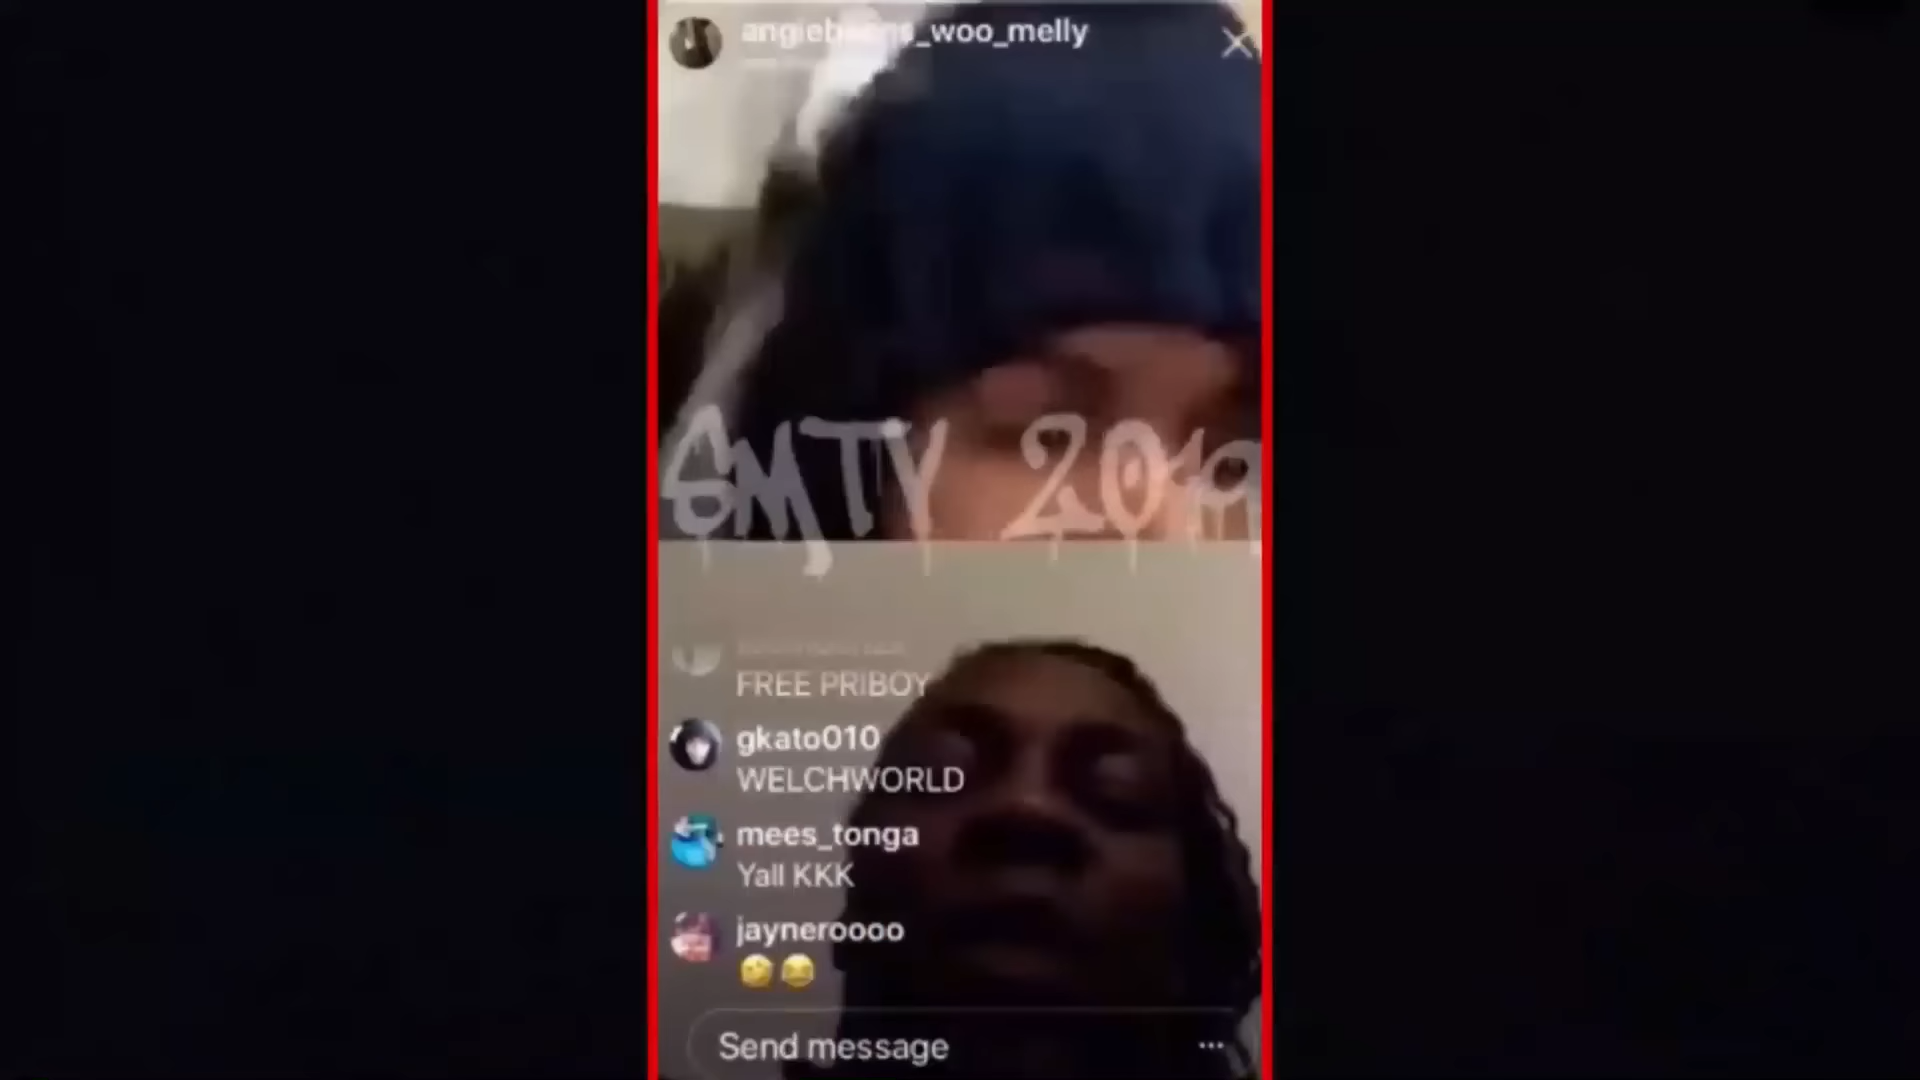 _woo_melly
SMTY 2019
FREE PRIBOY
gkato010
WELCHWORLD
mees_tonga
Yall KKK
jayneroooo
🤣😂
Send message